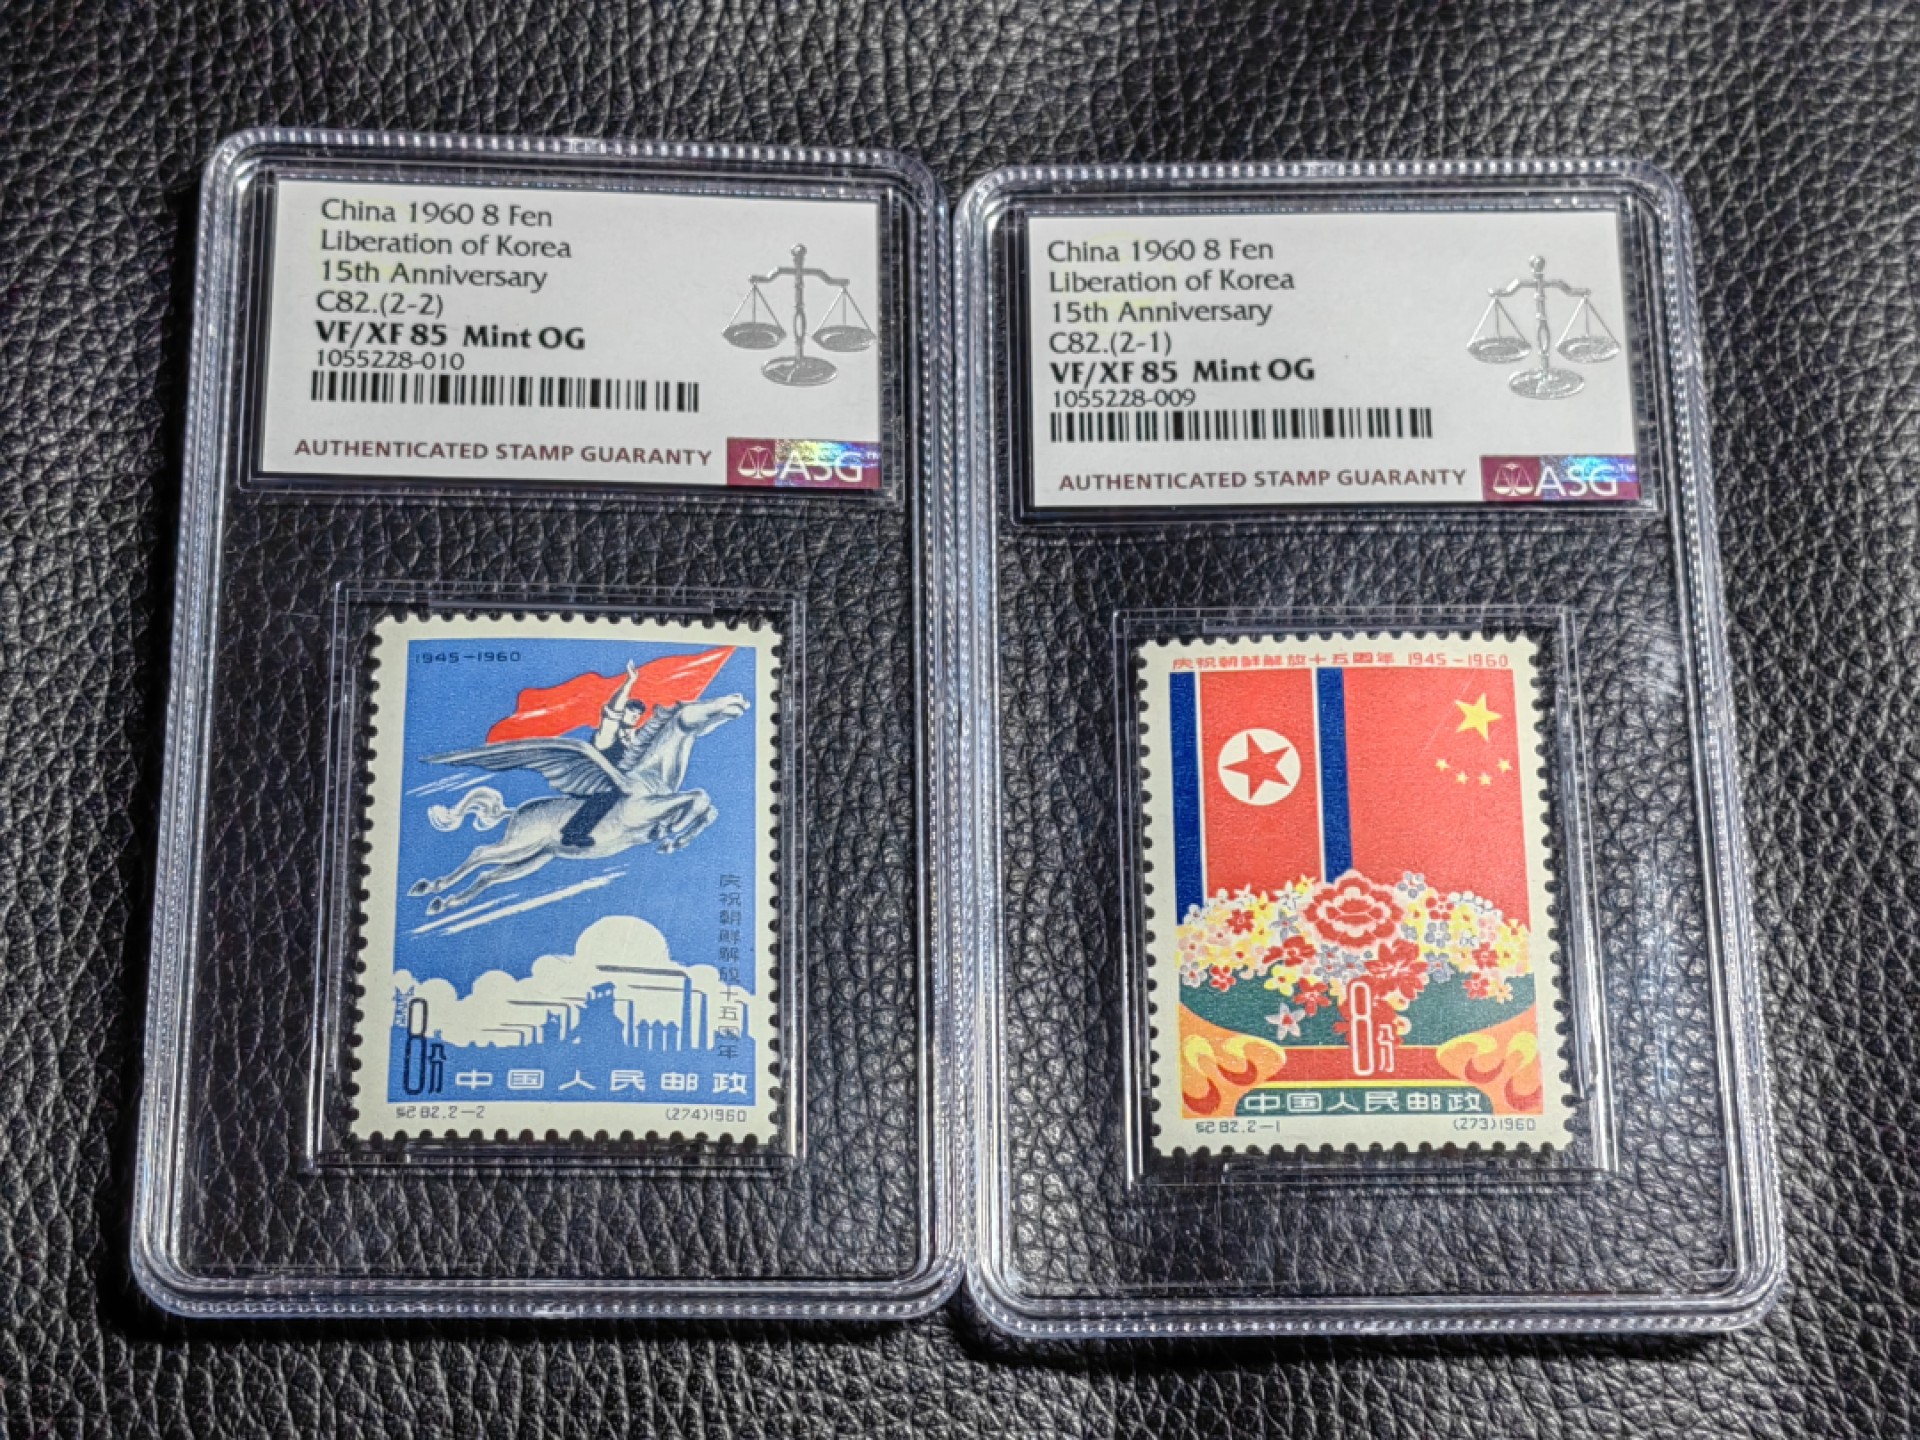 China 1960 8 Fen
Liberation of Korea
15th Anniversary
C82.(2-2)
VF/XF 85 Mint OG
1055228-010
AUTHENTICATED STAMP GUARANTY
ASG™
1945-1960
庆祝朝鲜解放十五周年
8分
中国人民邮政
纪82.2-2
(274)1960
China 1960 8 Fen
Liberation of Korea
15th Anniversary
C82.(2-1)
VF/XF 85 Mint OG
1055228-009
AUTHENTICATED STAMP GUARANTY
ASG™
庆祝朝鲜解放十五周年 1945-1960
8分
中国人民邮政
纪82.2-1
(273)1960